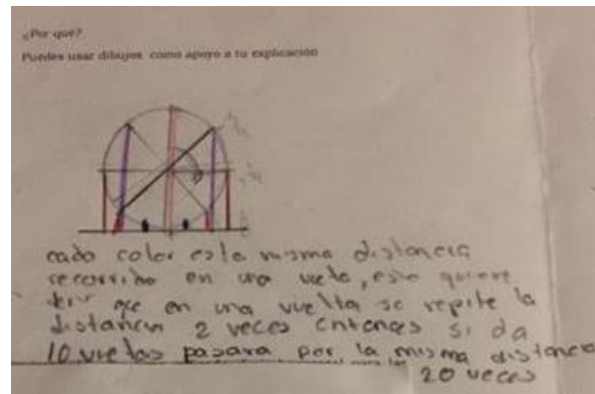 ¿Por qué?
Puedes usar dibujos como apoyo a tu explicación
cada color es la misma distancia
recorrida en una vuelta, esto quiere
decir que en una vuelta se repite la
distancia 2 veces entonces si da
10 vueltas pasara por la misma distancia
20 veces